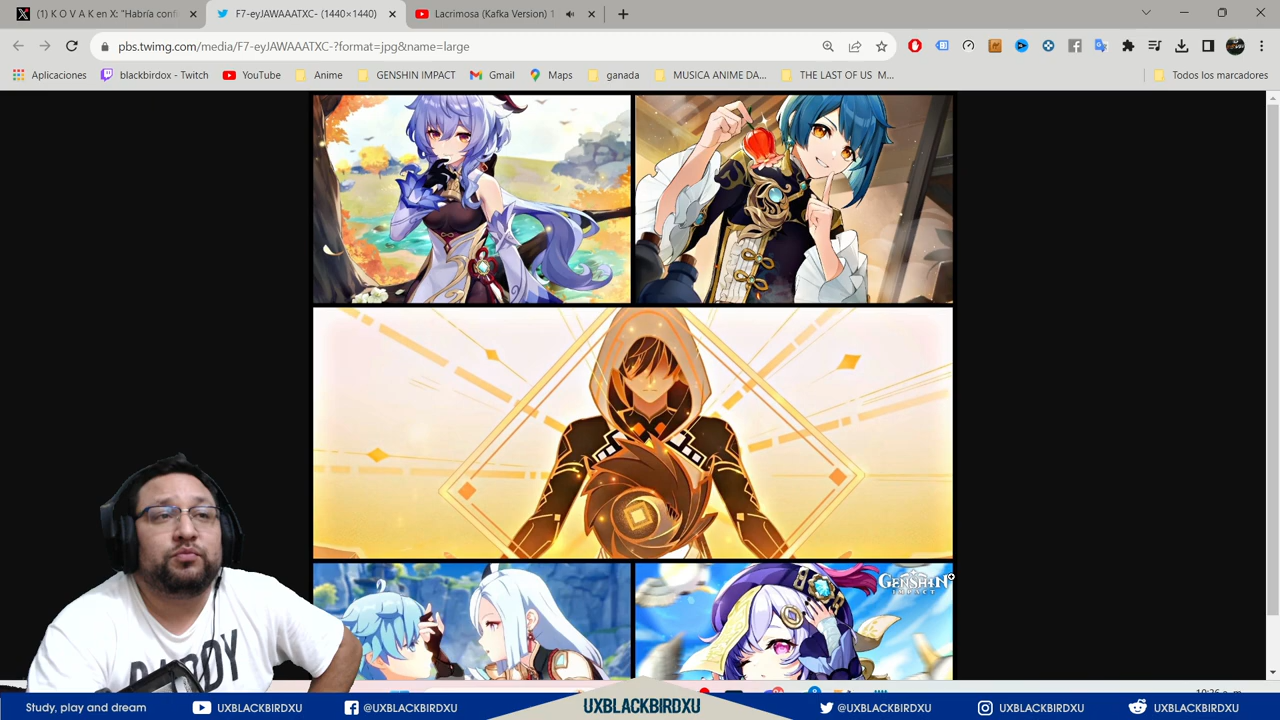 (1) K O V A K en X: "Habría confi
F7-eyJAWAAATXC- (1440×1440)
Lacrimosa (Kafka Version) 1
pbs.twimg.com/media/F7-eyJAWAAATXC-?format=jpg&name=large
Aplicaciones
blackbirdox - Twitch
YouTube
Anime
GENSHIN IMPACT
Gmail
Maps
ganada
MUSICA ANIME DA...
THE LAST OF US M...
Todos los marcadores
GENSHIN
IMPACT
DADDY
Study, play and dream
UXBLACKBIRDXU
@UXBLACKBIRDXU
UXBLACKBIRDXU
@UXBLACKBIRDXU
UXBLACKBIRDXU
UXBLACKBIRDXU